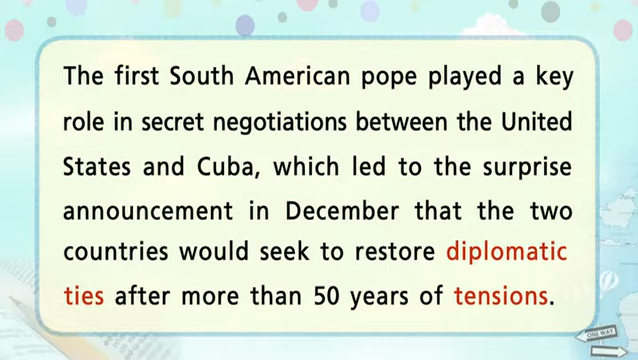 The first South American pope played a key
role in secret negotiations between the United
States and Cuba, which led to the surprise
announcement in December that the two
countries would seek to restore diplomatic
ties after more than 50 years of tensions.
ONE WAY